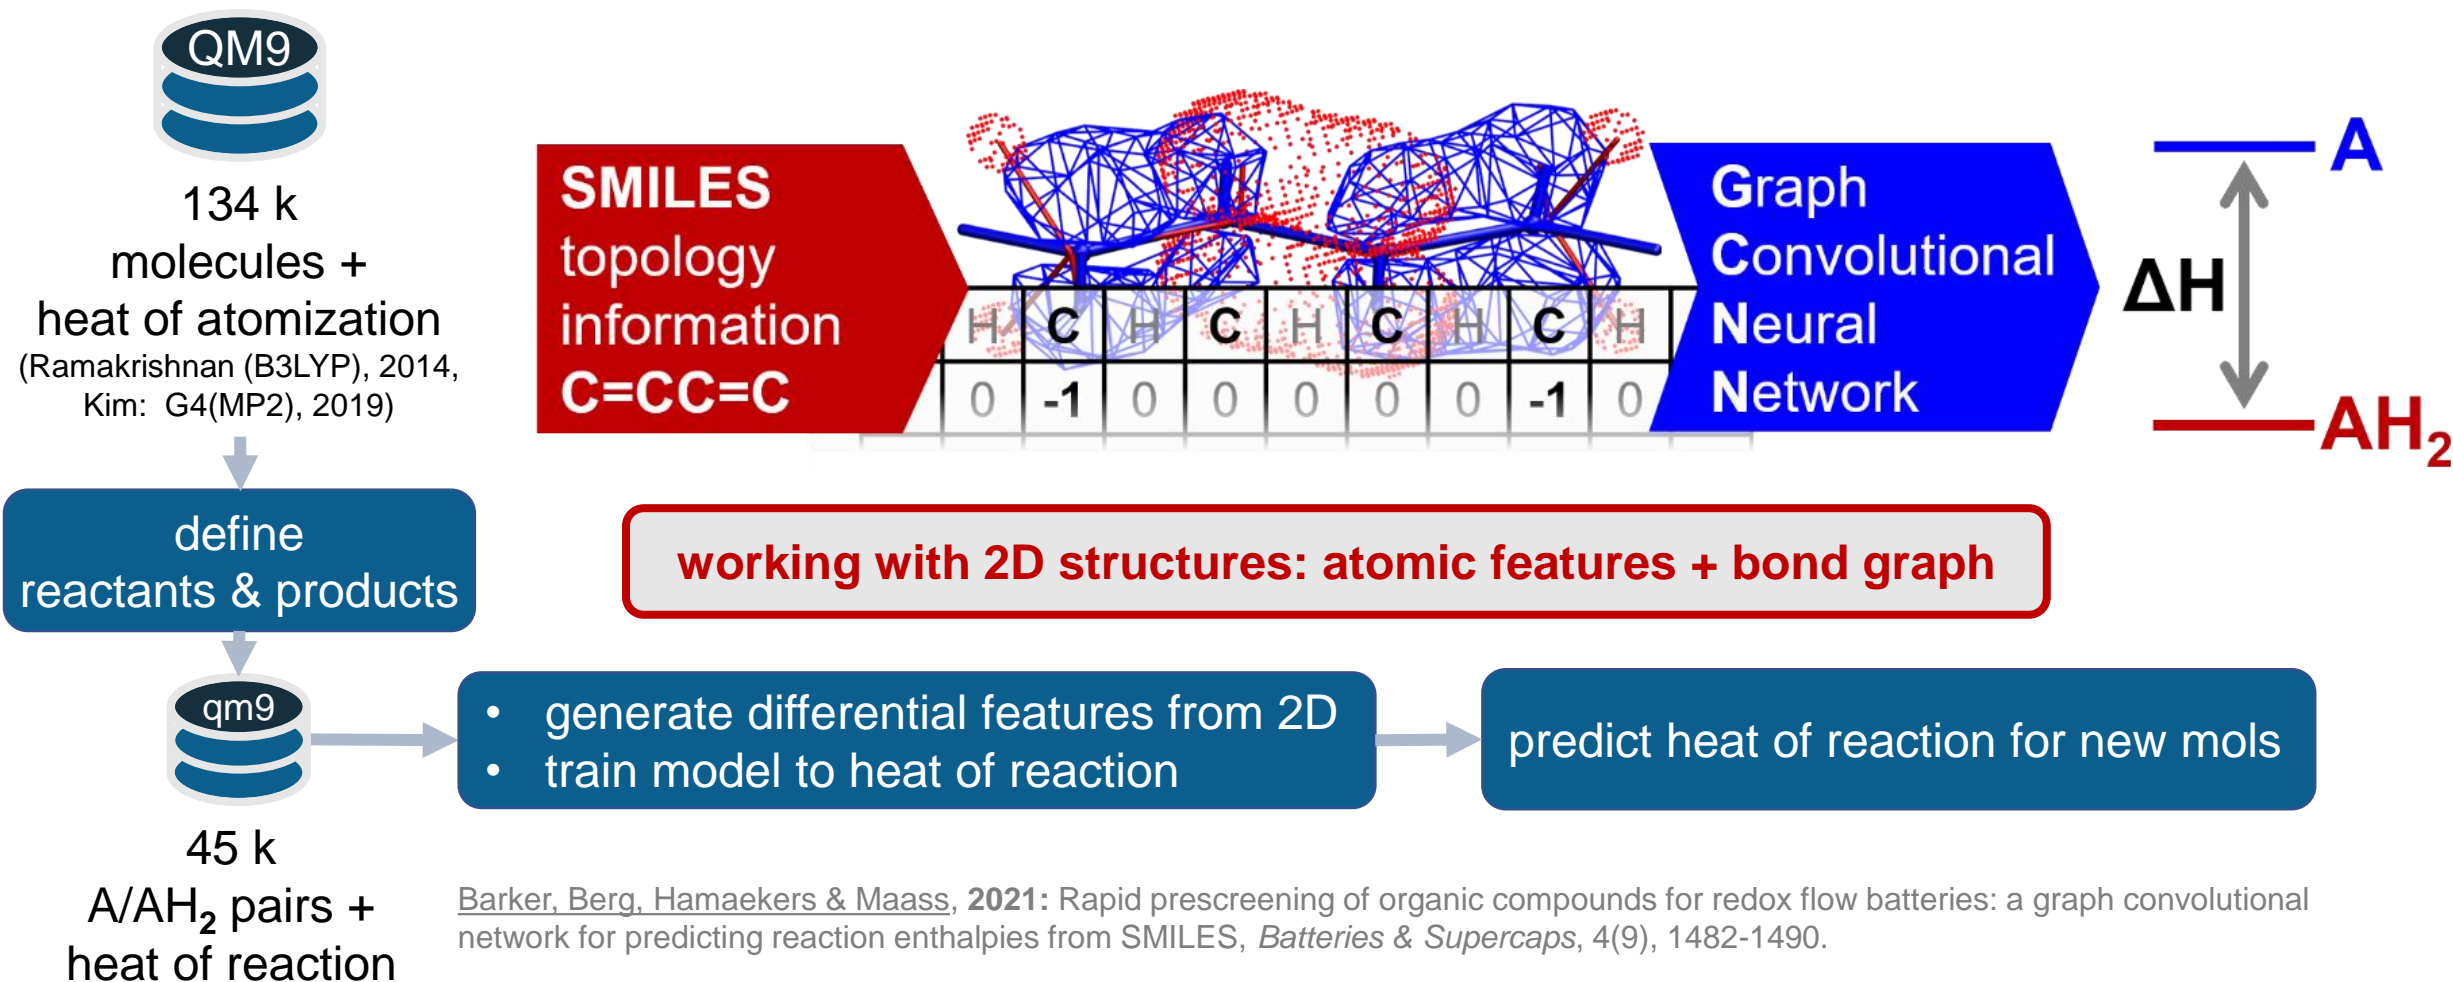 QM9
134 k
molecules +
heat of atomization
(Ramakrishnan (B3LYP), 2014,
Kim: G4(MP2), 2019)
define
reactants & products
qm9
45 k
A/AH2 pairs +
heat of reaction
SMILES
topology
information
C=CC=C
H C H C H C H C H
0 -1 0 0 0 0 0 -1 0
Graph
Convolutional
Neural
Network
A
ΔH
AH2
working with 2D structures: atomic features + bond graph
• generate differential features from 2D
• train model to heat of reaction
predict heat of reaction for new mols
Barker, Berg, Hamaekers & Maass, 2021: Rapid prescreening of organic compounds for redox flow batteries: a graph convolutional
network for predicting reaction enthalpies from SMILES, Batteries & Supercaps, 4(9), 1482-1490.